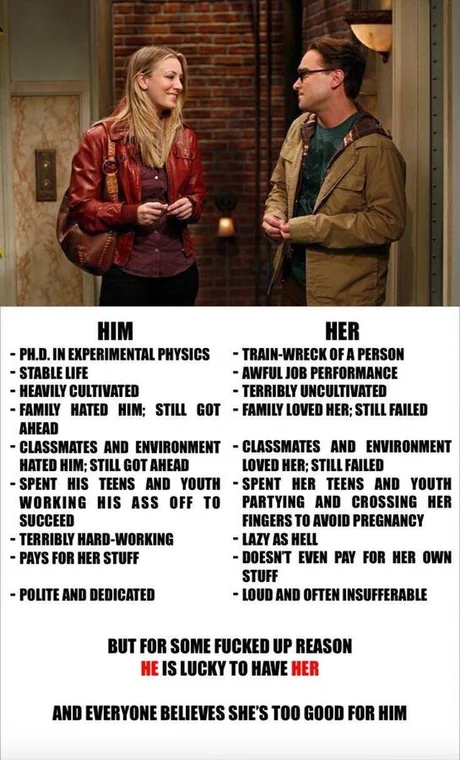 HIM
- PH.D. IN EXPERIMENTAL PHYSICS
- STABLE LIFE
- HEAVILY CULTIVATED
- FAMILY HATED HIM; STILL GOT
AHEAD
- CLASSMATES AND ENVIRONMENT
HATED HIM; STILL GOT AHEAD
- SPENT HIS TEENS AND YOUTH
WORKING HIS ASS OFF TO
SUCCEED
- TERRIBLY HARD-WORKING
- PAYS FOR HER STUFF
- POLITE AND DEDICATED
HER
- TRAIN-WRECK OF A PERSON
- AWFUL JOB PERFORMANCE
- TERRIBLY UNCULTIVATED
- FAMILY LOVED HER; STILL FAILED
- CLASSMATES AND ENVIRONMENT
LOVED HER; STILL FAILED
- SPENT HER TEENS AND YOUTH
PARTYING AND CROSSING HER
FINGERS TO AVOID PREGNANCY
- LAZY AS HELL
- DOESN'T EVEN PAY FOR HER OWN
STUFF
- LOUD AND OFTEN INSUFFERABLE
BUT FOR SOME FUCKED UP REASON
HE IS LUCKY TO HAVE HER
AND EVERYONE BELIEVES SHE'S TOO GOOD FOR HIM